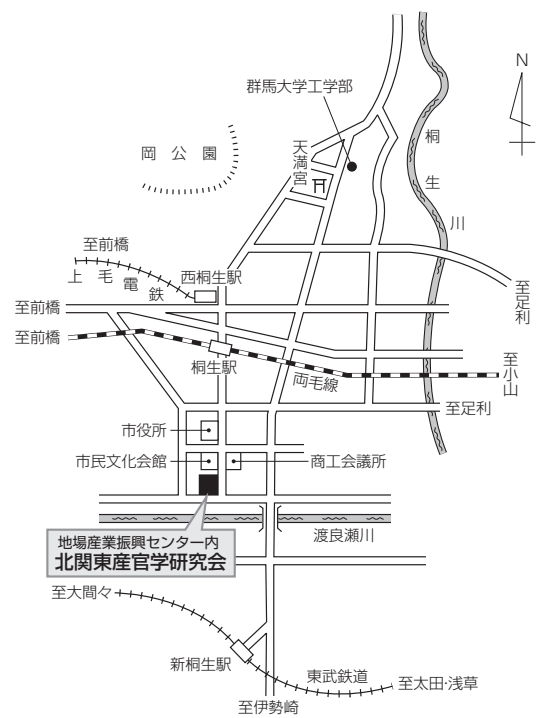 群馬大学工学部
N
天満宮
桐生川
岡公園
至前橋
上毛電鉄
西桐生駅
至足利
至前橋
至前橋
桐生駅
両毛線
至小山
至足利
市役所
市民文化会館
商工会議所
渡良瀬川
地場産業振興センター内
北関東産官学研究会
至大間々
新桐生駅
東武鉄道
至太田・浅草
至伊勢崎